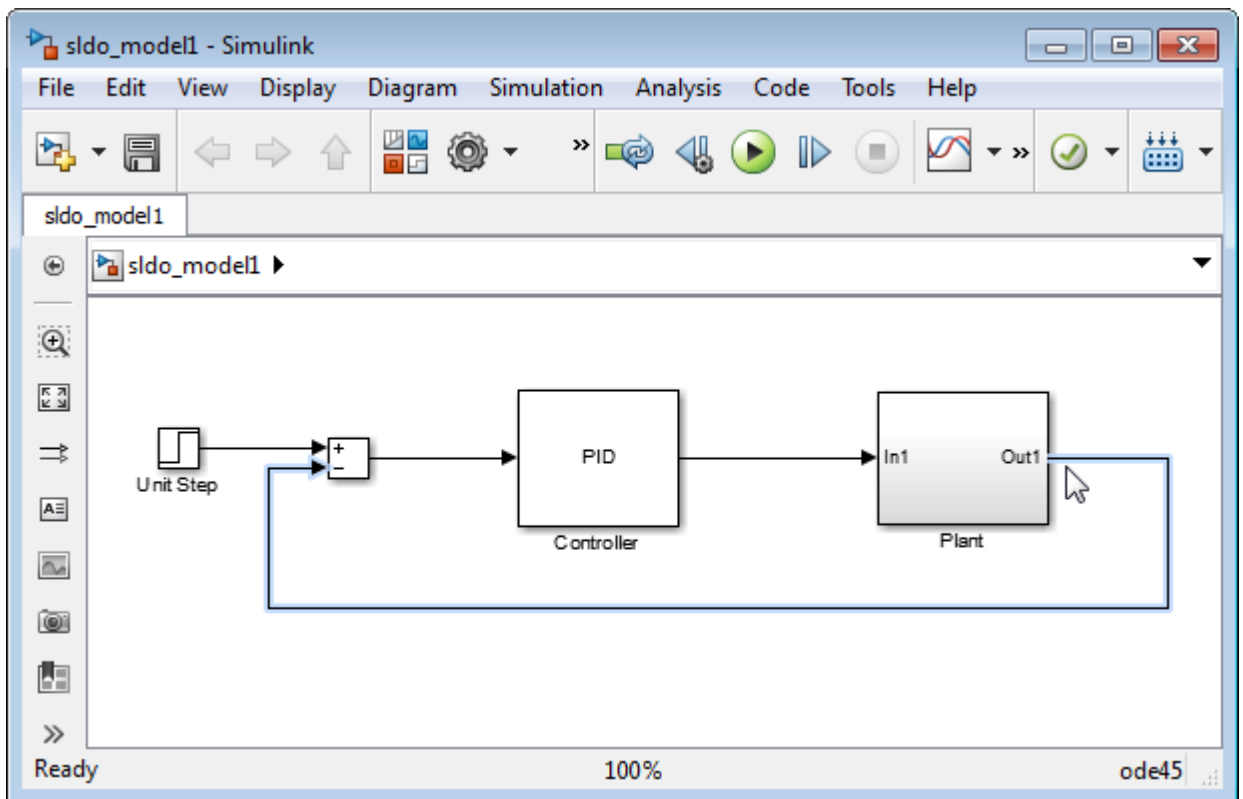 sldo_model1 - Simulink
File Edit View Display Diagram Simulation Analysis Code Tools Help
sldo_model1
sldo_model1
+
−
Unit Step
PID
Controller
In1 Out1
Plant
Ready 100% ode45